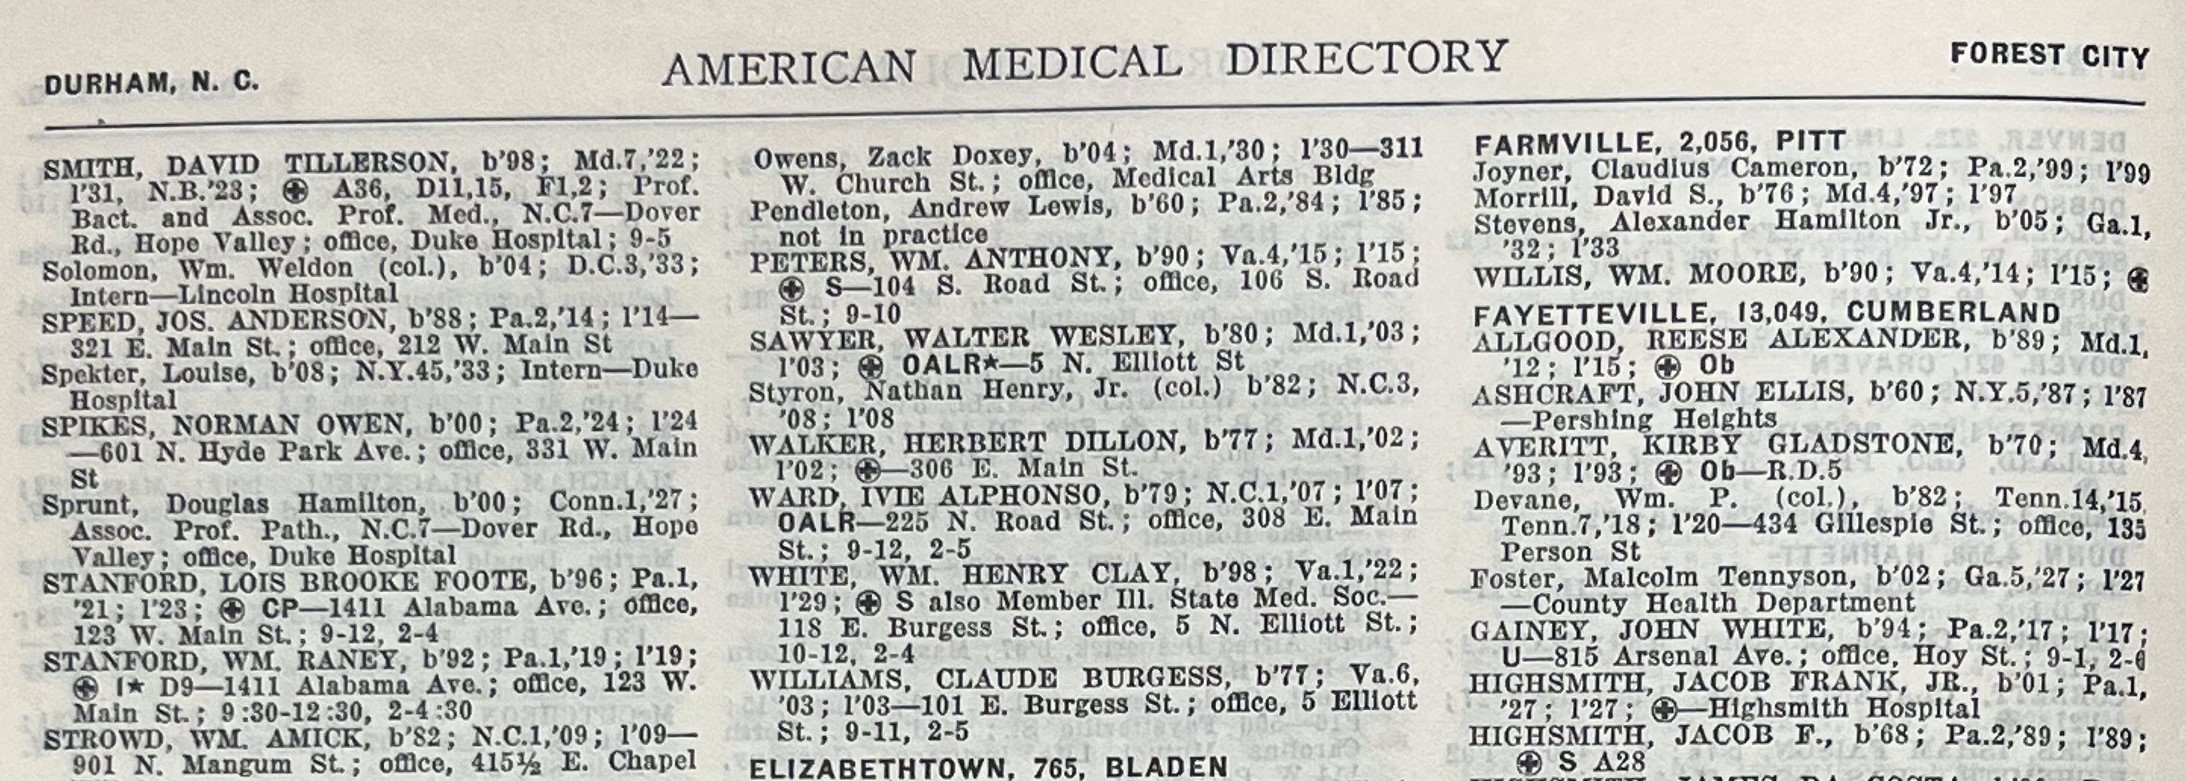 DURHAM, N. C.
AMERICAN MEDICAL DIRECTORY
FOREST CITY
SMITH, DAVID TILLERSON, b'98; Md.7,'22;
l'31, N.B.'23; ⊕ A36, D11,15, F1,2; Prof.
Bact. and Assoc. Prof. Med., N.C.7—Dover
Rd., Hope Valley; office, Duke Hospital; 9-5
Solomon, Wm. Weldon (col.), b'04; D.C.3,'33;
Intern—Lincoln Hospital
SPEED, JOS. ANDERSON, b'88; Pa.2,'14; l'14—
321 E. Main St.; office, 212 W. Main St
Spekter, Louise, b'08; N.Y.45,'33; Intern—Duke
Hospital
SPIKES, NORMAN OWEN, b'00; Pa.2,'24; l'24
—601 N. Hyde Park Ave.; office, 331 W. Main
St
Sprunt, Douglas Hamilton, b'00; Conn.1,'27;
Assoc. Prof. Path., N.C.7—Dover Rd., Hope
Valley; office, Duke Hospital
STANFORD, LOIS BROOKE FOOTE, b'96; Pa.1,
'21; l'23; ⊕ CP—1411 Alabama Ave.; office,
123 W. Main St.; 9-12, 2-4
STANFORD, WM. RANEY, b'92; Pa.1,'19; l'19;
⊕ I★ D9—1411 Alabama Ave.; office, 123 W.
Main St.; 9:30-12:30, 2-4:30
STROWD, WM. AMICK, b'82; N.C.1,'09; l'09—
901 N. Mangum St.; office, 415½ E. Chapel
Owens, Zack Doxey, b'04; Md.1,'30; l'30—311
W. Church St.; office, Medical Arts Bldg
Pendleton, Andrew Lewis, b'60; Pa.2,'84; l'85;
not in practice
PETERS, WM. ANTHONY, b'90; Va.4,'15; l'15;
⊕ S—104 S. Road St.; office, 106 S. Road
St.; 9-10
SAWYER, WALTER WESLEY, b'80; Md.1,'03;
l'03; ⊕ OALR★—5 N. Elliott St
Styron, Nathan Henry, Jr. (col.) b'82; N.C.3,
'08; l'08
WALKER, HERBERT DILLON, b'77; Md.1,'02;
l'02; ⊕—306 E. Main St.
WARD, IVIE ALPHONSO, b'79; N.C.1,'07; l'07;
OALR—225 N. Road St.; office, 308 E. Main
St.; 9-12, 2-5
WHITE, WM. HENRY CLAY, b'98; Va.1,'22;
l'29; ⊕ S also Member Ill. State Med. Soc.—
118 E. Burgess St.; office, 5 N. Elliott St.;
10-12, 2-4
WILLIAMS, CLAUDE BURGESS, b'77; Va.6,
'03; l'03—101 E. Burgess St.; office, 5 Elliott
St.; 9-11, 2-5
ELIZABETHTOWN, 765, BLADEN
FARMVILLE, 2,056, PITT
Joyner, Claudius Cameron, b'72; Pa.2,'99; l'99
Morrill, David S., b'76; Md.4,'97; l'97
Stevens, Alexander Hamilton Jr., b'05; Ga.1,
'32; l'33
WILLIS, WM. MOORE, b'90; Va.4,'14; l'15; ⊕
FAYETTEVILLE, 13,049, CUMBERLAND
ALLGOOD, REESE ALEXANDER, b'89; Md.1,
'12; l'15; ⊕ Ob
ASHCRAFT, JOHN ELLIS, b'60; N.Y.5,'87; l'87
—Pershing Heights
AVERITT, KIRBY GLADSTONE, b'70; Md.4,
'93; l'93; ⊕ Ob—R.D.5
Devane, Wm. P. (col.), b'82; Tenn.14,'15,
Tenn.7,'18; l'20—434 Gillespie St.; office, 135
Person St
Foster, Malcolm Tennyson, b'02; Ga.5,'27; l'27
—County Health Department
GAINEY, JOHN WHITE, b'94; Pa.2,'17; l'17;
U—815 Arsenal Ave.; office, Hoy St.; 9-1, 2-6
HIGHSMITH, JACOB FRANK, JR., b'01; Pa.1,
'27; l'27; ⊕—Highsmith Hospital
HIGHSMITH, JACOB F., b'68; Pa.2,'89; l'89;
⊕ S A28